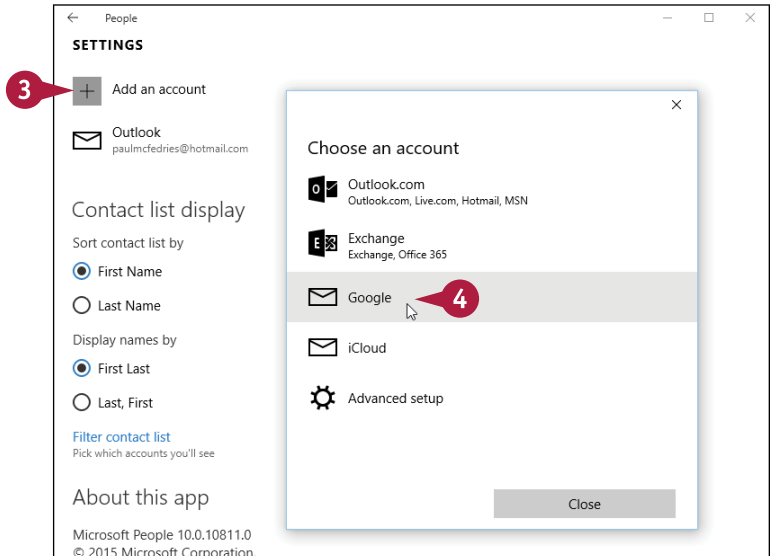 People
SETTINGS
3
Add an account
Outlook
paulmcfedries@hotmail.com
Contact list display
Sort contact list by
First Name
Last Name
Display names by
First Last
Last, First
Filter contact list
Pick which accounts you'll see
About this app
Microsoft People 10.0.10811.0
© 2015 Microsoft Corporation.
Choose an account
Outlook.com
Outlook.com, Live.com, Hotmail, MSN
Exchange
Exchange, Office 365
Google
4
iCloud
Advanced setup
Close